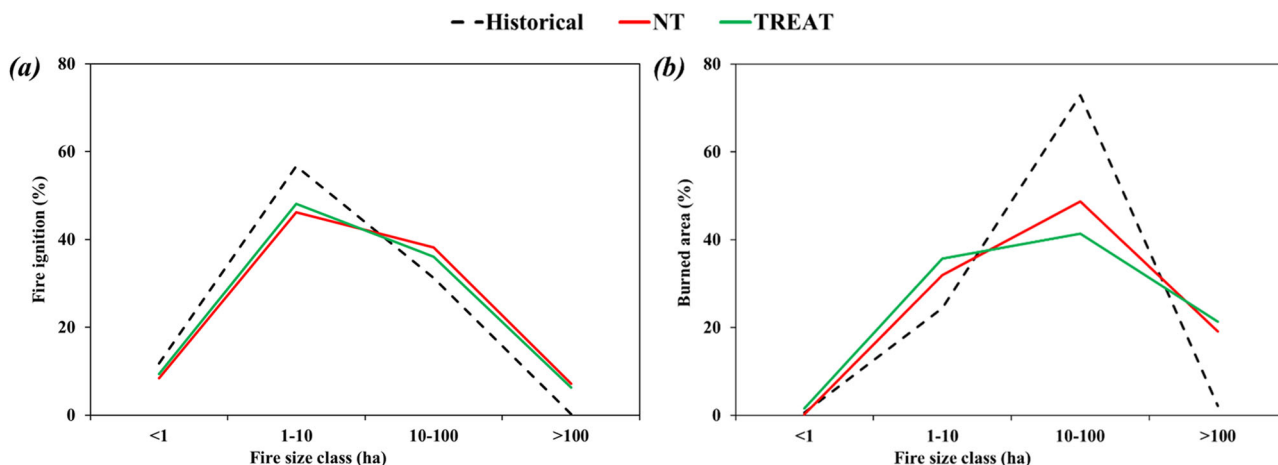 Historical NT TREAT
(a)
80
60
40
20
0
Fire ignition (%)
<1 1-10 10-100 >100
Fire size class (ha)
(b)
80
60
40
20
0
Burned area (%)
<1 1-10 10-100 >100
Fire size class (ha)